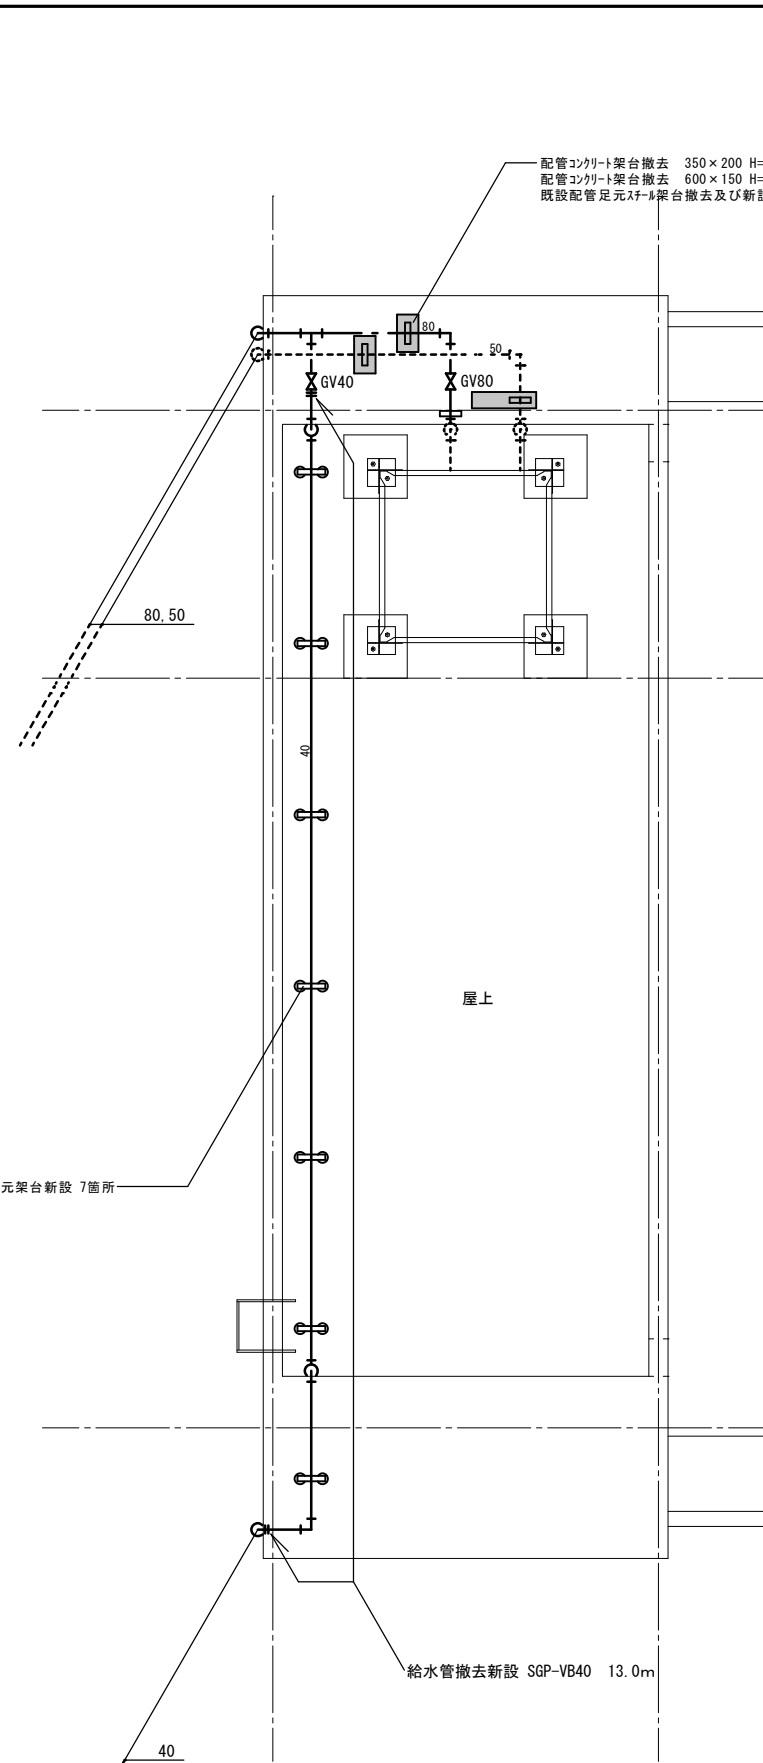 配管コンクリート架台撤去　350×200 H=
配管コンクリート架台撤去　600×150 H=
既設配管足元スチール架台撤去及び新設
80
50
GV40
GV80
80,50
40
屋上
元架台新設 7箇所
給水管撤去新設 SGP-VB40　13.0m
40